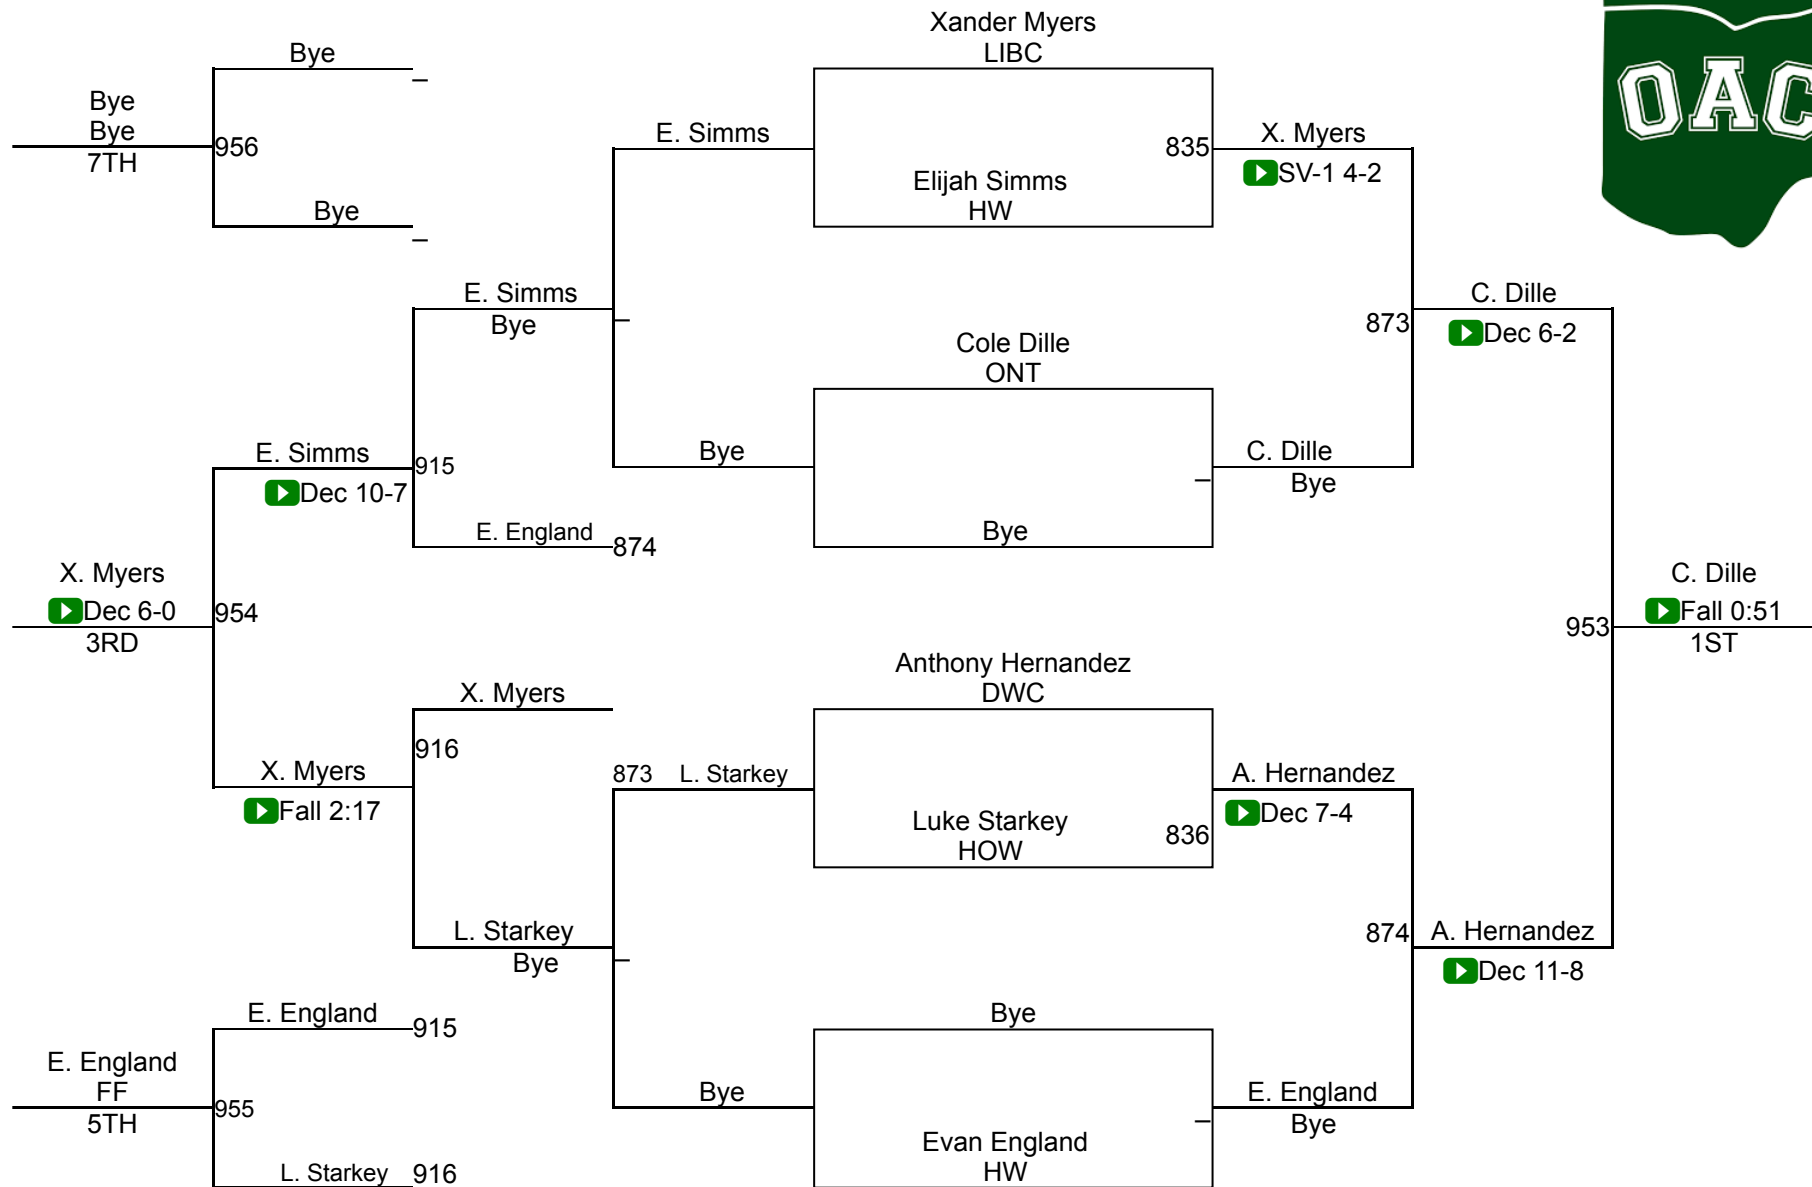 Xander Myers
LIBC
OAC
Bye
Bye
Bye
7TH
956
E. Simms
835
X. Myers
SV-1 4-2
Elijah Simms
HW
Bye
E. Simms
Bye
C. Dille
873
Dec 6-2
Cole Dille
ONT
E. Simms
915
Dec 10-7
Bye
C. Dille
Bye
E. England
874
Bye
X. Myers
Dec 6-0
3RD
954
953
C. Dille
Fall 0:51
1ST
Anthony Hernandez
DWC
X. Myers
916
X. Myers
Fall 2:17
873
L. Starkey
A. Hernandez
Dec 7-4
Luke Starkey
HOW
836
L. Starkey
Bye
874
A. Hernandez
Dec 11-8
E. England
915
Bye
E. England
FF
5TH
955
Bye
E. England
Bye
Evan England
HW
L. Starkey
916